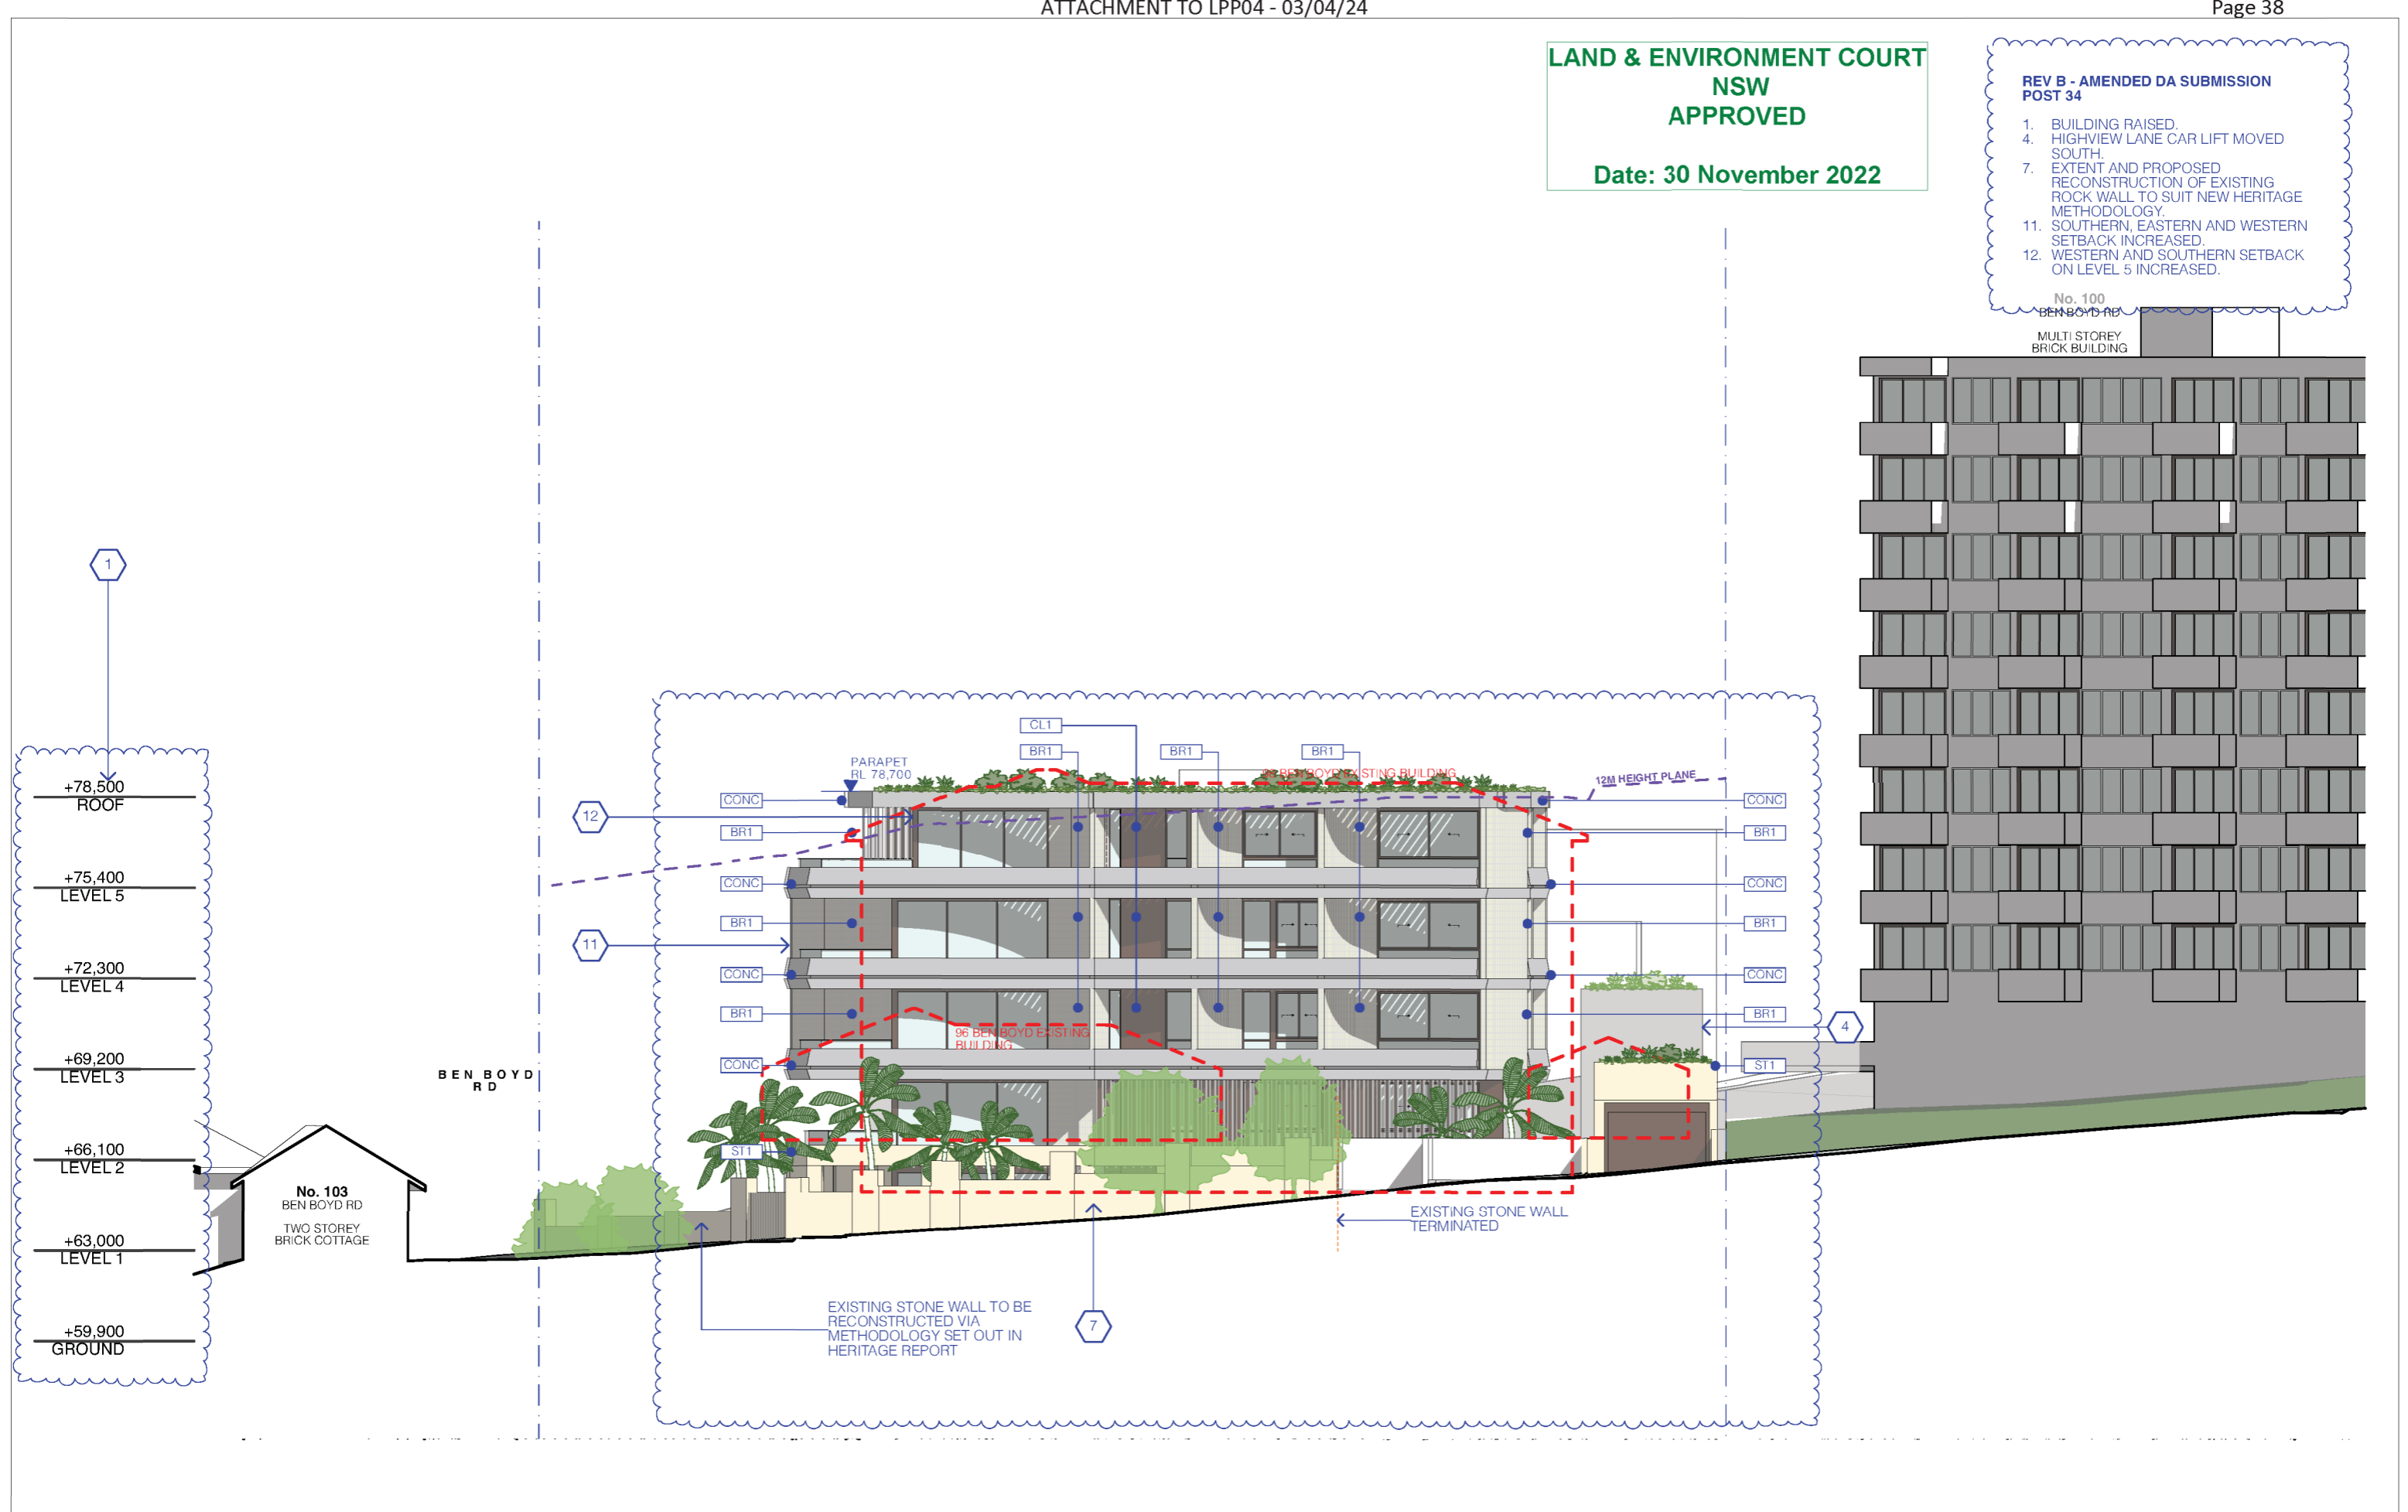 ATTACHMENT TO LPP04 - 03/04/24
Page 38
LAND & ENVIRONMENT COURT
NSW
APPROVED
Date: 30 November 2022
REV B - AMENDED DA SUBMISSION
POST 34
1. BUILDING RAISED.
4. HIGHVIEW LANE CAR LIFT MOVED
SOUTH.
7. EXTENT AND PROPOSED
RECONSTRUCTION OF EXISTING
ROCK WALL TO SUIT NEW HERITAGE
METHODOLOGY.
11. SOUTHERN, EASTERN AND WESTERN
SETBACK INCREASED.
12. WESTERN AND SOUTHERN SETBACK
ON LEVEL 5 INCREASED.
No. 100
BEN BOYD RD
MULTI STOREY
BRICK BUILDING
1
+78,500
ROOF
+75,400
LEVEL 5
+72,300
LEVEL 4
+69,200
LEVEL 3
+66,100
LEVEL 2
+63,000
LEVEL 1
+59,900
GROUND
No. 103
BEN BOYD RD
TWO STOREY
BRICK COTTAGE
BEN BOYD
RD
CL1
BR1
BR1
BR1
PARAPET
RL 78,700
BEN BOYD EXISTING BUILDING
12M HEIGHT PLANE
12
11
CONC
BR1
CONC
BR1
CONC
BR1
CONC
ST1
CONC
BR1
CONC
BR1
CONC
BR1
ST1
4
96 BEN BOYD EXISTING
BUILDING
EXISTING STONE WALL
TERMINATED
EXISTING STONE WALL TO BE
RECONSTRUCTED VIA
METHODOLOGY SET OUT IN
HERITAGE REPORT
7